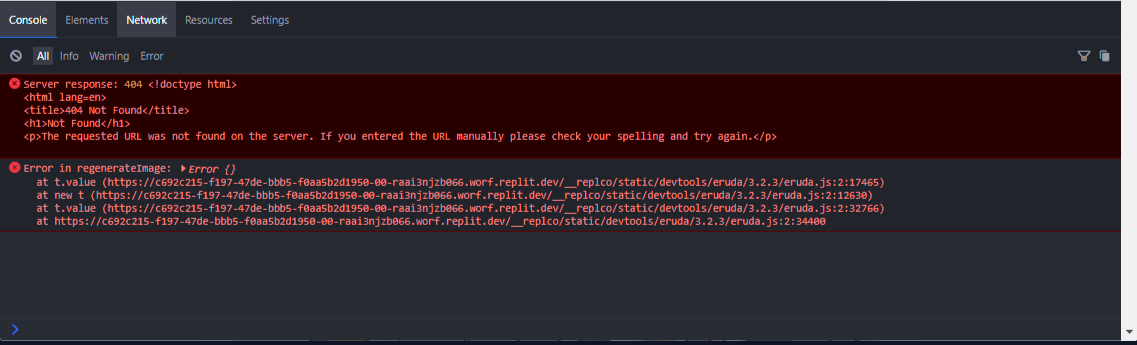 Console Elements Network Resources Settings
All Info Warning Error
Server response: 404 <!doctype html>
<html lang=en>
<title>404 Not Found</title>
<h1>Not Found</h1>
<p>The requested URL was not found on the server. If you entered the URL manually please check your spelling and try again.</p>
Error in regenerateImage: ▶Error {}
at t.value (https://c692c215-f197-47de-bbb5-f0aa5b2d1950-00-raai3njzb066.worf.replit.dev/__replco/static/devtools/eruda/3.2.3/eruda.js:2:17465)
at new t (https://c692c215-f197-47de-bbb5-f0aa5b2d1950-00-raai3njzb066.worf.replit.dev/__replco/static/devtools/eruda/3.2.3/eruda.js:2:12630)
at t.value (https://c692c215-f197-47de-bbb5-f0aa5b2d1950-00-raai3njzb066.worf.replit.dev/__replco/static/devtools/eruda/3.2.3/eruda.js:2:32766)
at https://c692c215-f197-47de-bbb5-f0aa5b2d1950-00-raai3njzb066.worf.replit.dev/__replco/static/devtools/eruda/3.2.3/eruda.js:2:34400